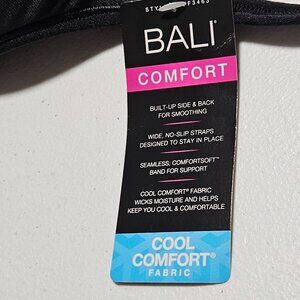 BALI®
COMFORT
BUILT-UP SIDE & BACK
FOR SMOOTHING
WIDE, NO-SLIP STRAPS
DESIGNED TO STAY IN PLACE
SEAMLESS, COMFORTSOFT™
BAND FOR SUPPORT
COOL COMFORT® FABRIC
WICKS MOISTURE AND HELPS
KEEP YOU COOL & COMFORTABLE
COOL
COMFORT®
FABRIC